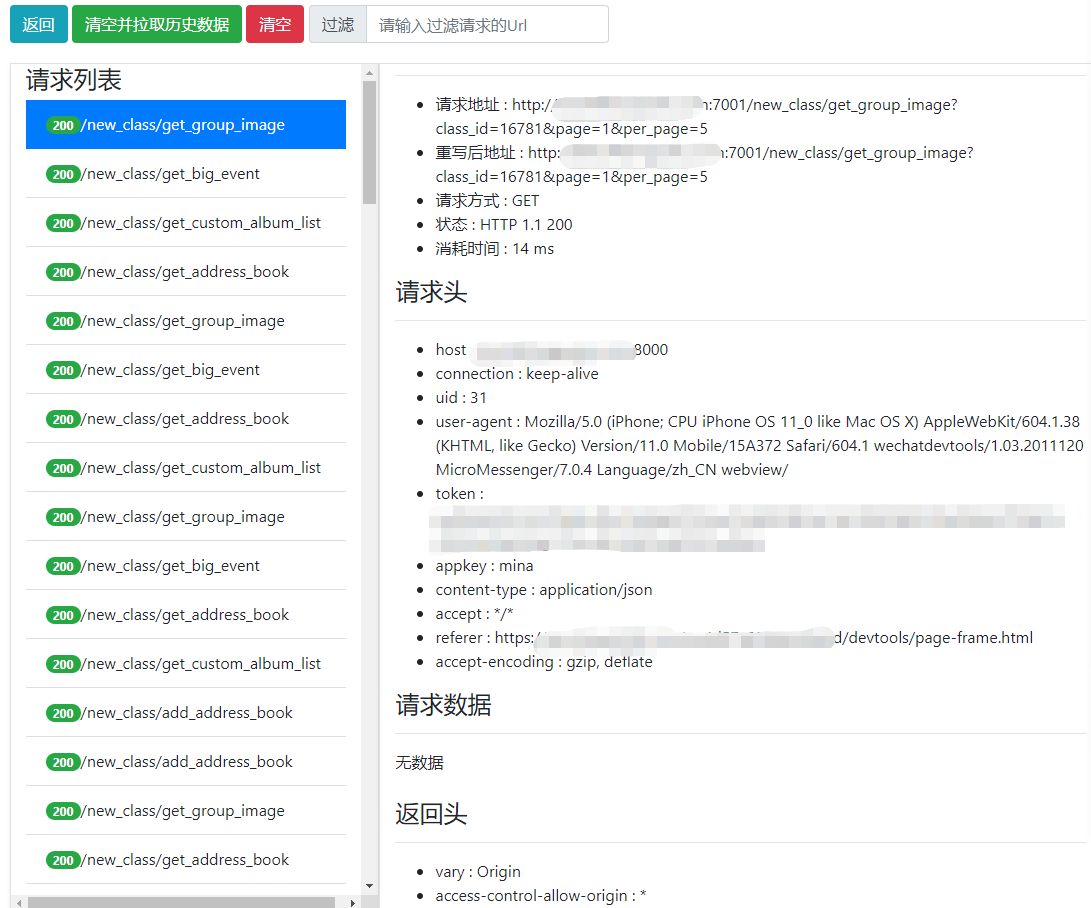 返回 清空并拉取历史数据 清空 过滤 请输入过滤请求的Url
请求列表
200 /new_class/get_group_image
200 /new_class/get_big_event
200 /new_class/get_custom_album_list
200 /new_class/get_address_book
200 /new_class/get_group_image
200 /new_class/get_big_event
200 /new_class/get_address_book
200 /new_class/get_custom_album_list
200 /new_class/get_group_image
200 /new_class/get_big_event
200 /new_class/get_address_book
200 /new_class/get_custom_album_list
200 /new_class/add_address_book
200 /new_class/add_address_book
200 /new_class/get_group_image
200 /new_class/get_address_book
请求地址 : http:/ :7001/new_class/get_group_image?
class_id=16781&page=1&per_page=5
重写后地址 : http: :7001/new_class/get_group_image?
class_id=16781&page=1&per_page=5
请求方式 : GET
状态 : HTTP 1.1 200
消耗时间 : 14 ms
请求头
host 8000
connection : keep-alive
uid : 31
user-agent : Mozilla/5.0 (iPhone; CPU iPhone OS 11_0 like Mac OS X) AppleWebKit/604.1.38
(KHTML, like Gecko) Version/11.0 Mobile/15A372 Safari/604.1 wechatdevtools/1.03.2011120
MicroMessenger/7.0.4 Language/zh_CN webview/
token :
appkey : mina
content-type : application/json
accept : */*
referer : https:/ d/devtools/page-frame.html
accept-encoding : gzip, deflate
请求数据
无数据
返回头
vary : Origin
access-control-allow-origin : *